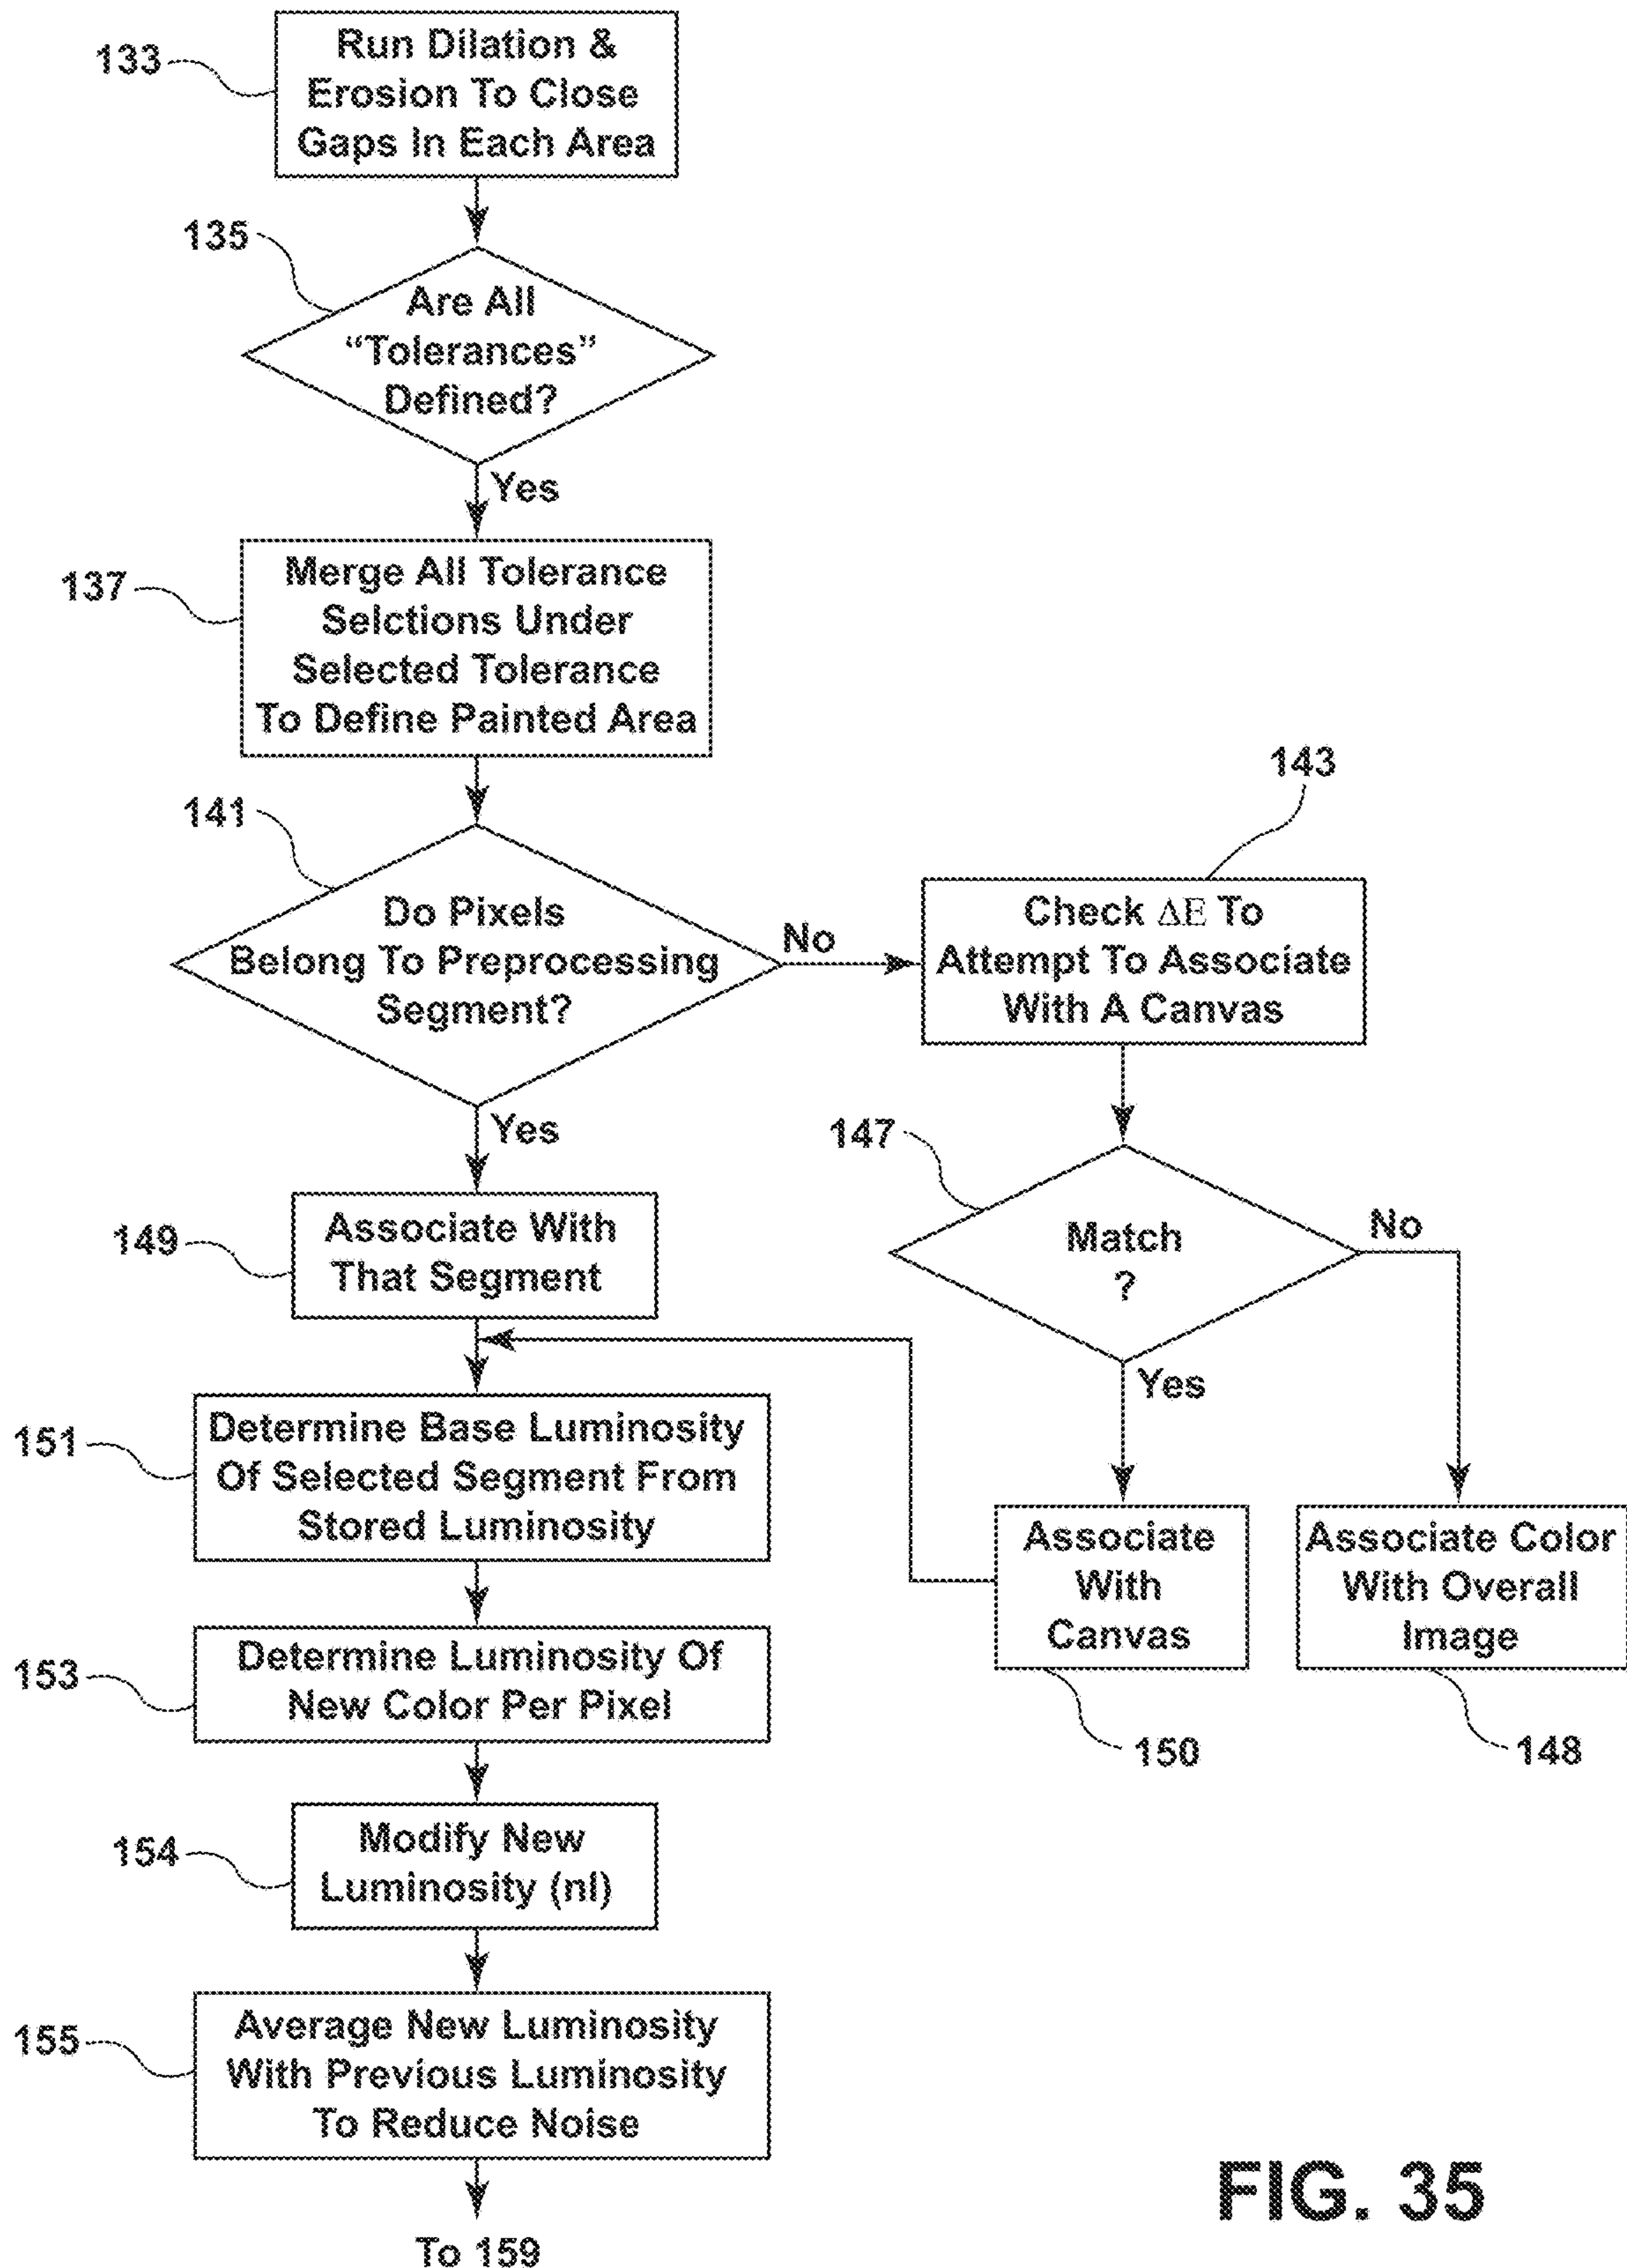 133
Run Dilation &
Erosion To Close
Gaps In Each Area
135
Are All
“Tolerances”
Defined?
Yes
137
Merge All Tolerance
Selctions Under
Selected Tolerance
To Define Painted Area
141
Do Pixels
Belong To Preprocessing
Segment?
No
143
Check ΔE To
Attempt To Associate
With A Canvas
Yes
147
Match
?
No
Yes
149
Associate With
That Segment
151
Determine Base Luminosity
Of Selected Segment From
Stored Luminosity
Associate
With
Canvas
150
Associate Color
With Overall
Image
148
153
Determine Luminosity Of
New Color Per Pixel
154
Modify New
Luminosity (nl)
155
Average New Luminosity
With Previous Luminosity
To Reduce Noise
To 159
FIG. 35